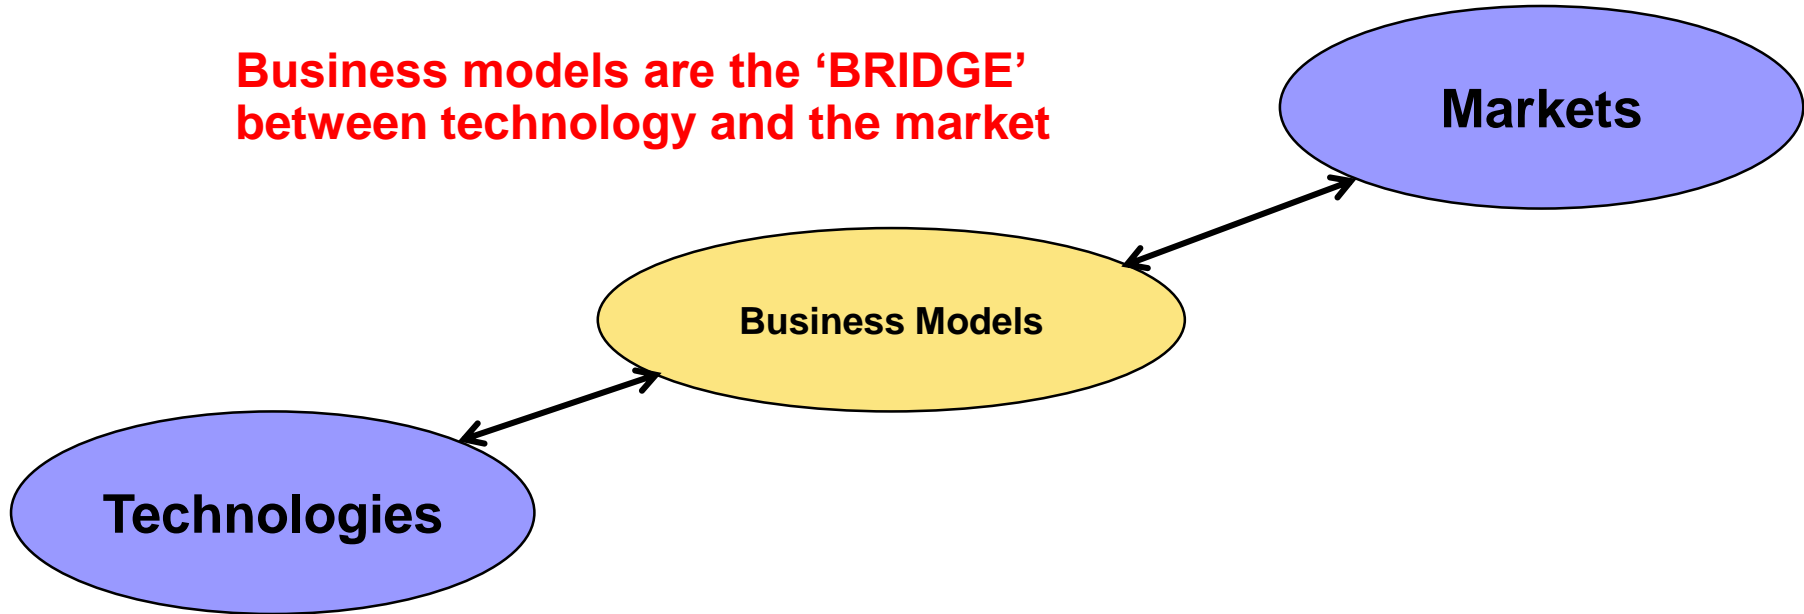 Business models are the ‘BRIDGE’
between technology and the market
Markets
Business Models
Technologies